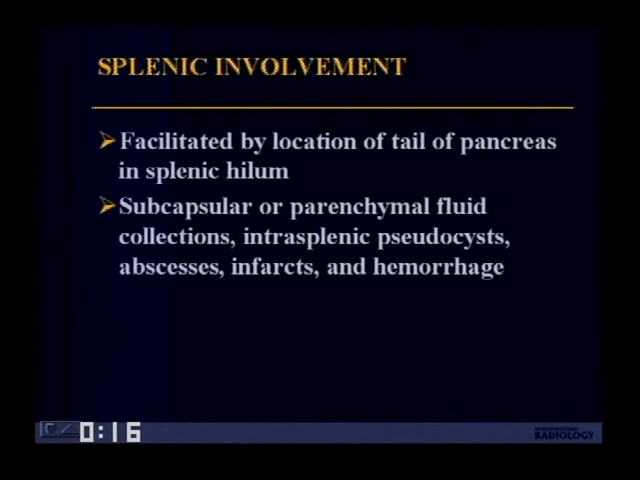 SPLENIC INVOLVEMENT
➢Facilitated by location of tail of pancreas
in splenic hilum
➢Subcapsular or parenchymal fluid
collections, intrasplenic pseudocysts,
abscesses, infarcts, and hemorrhage
0:16
RADIOLOGY